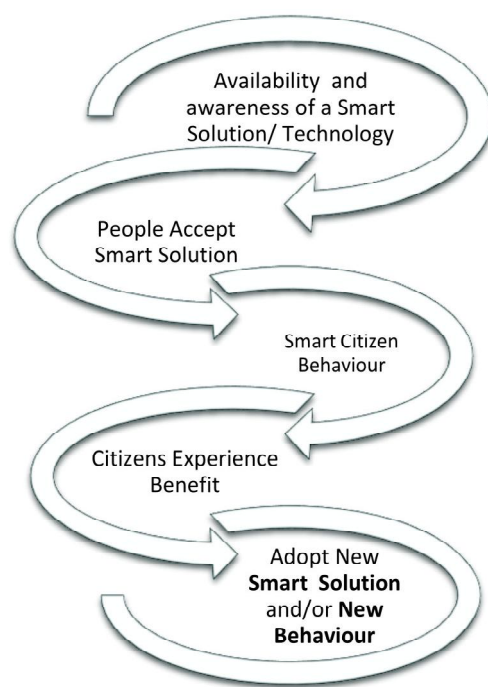 Availability and
awareness of a Smart
Solution/ Technology
People Accept
Smart Solution
Smart Citizen
Behaviour
Citizens Experience
Benefit
Adopt New
Smart Solution
and/or New
Behaviour